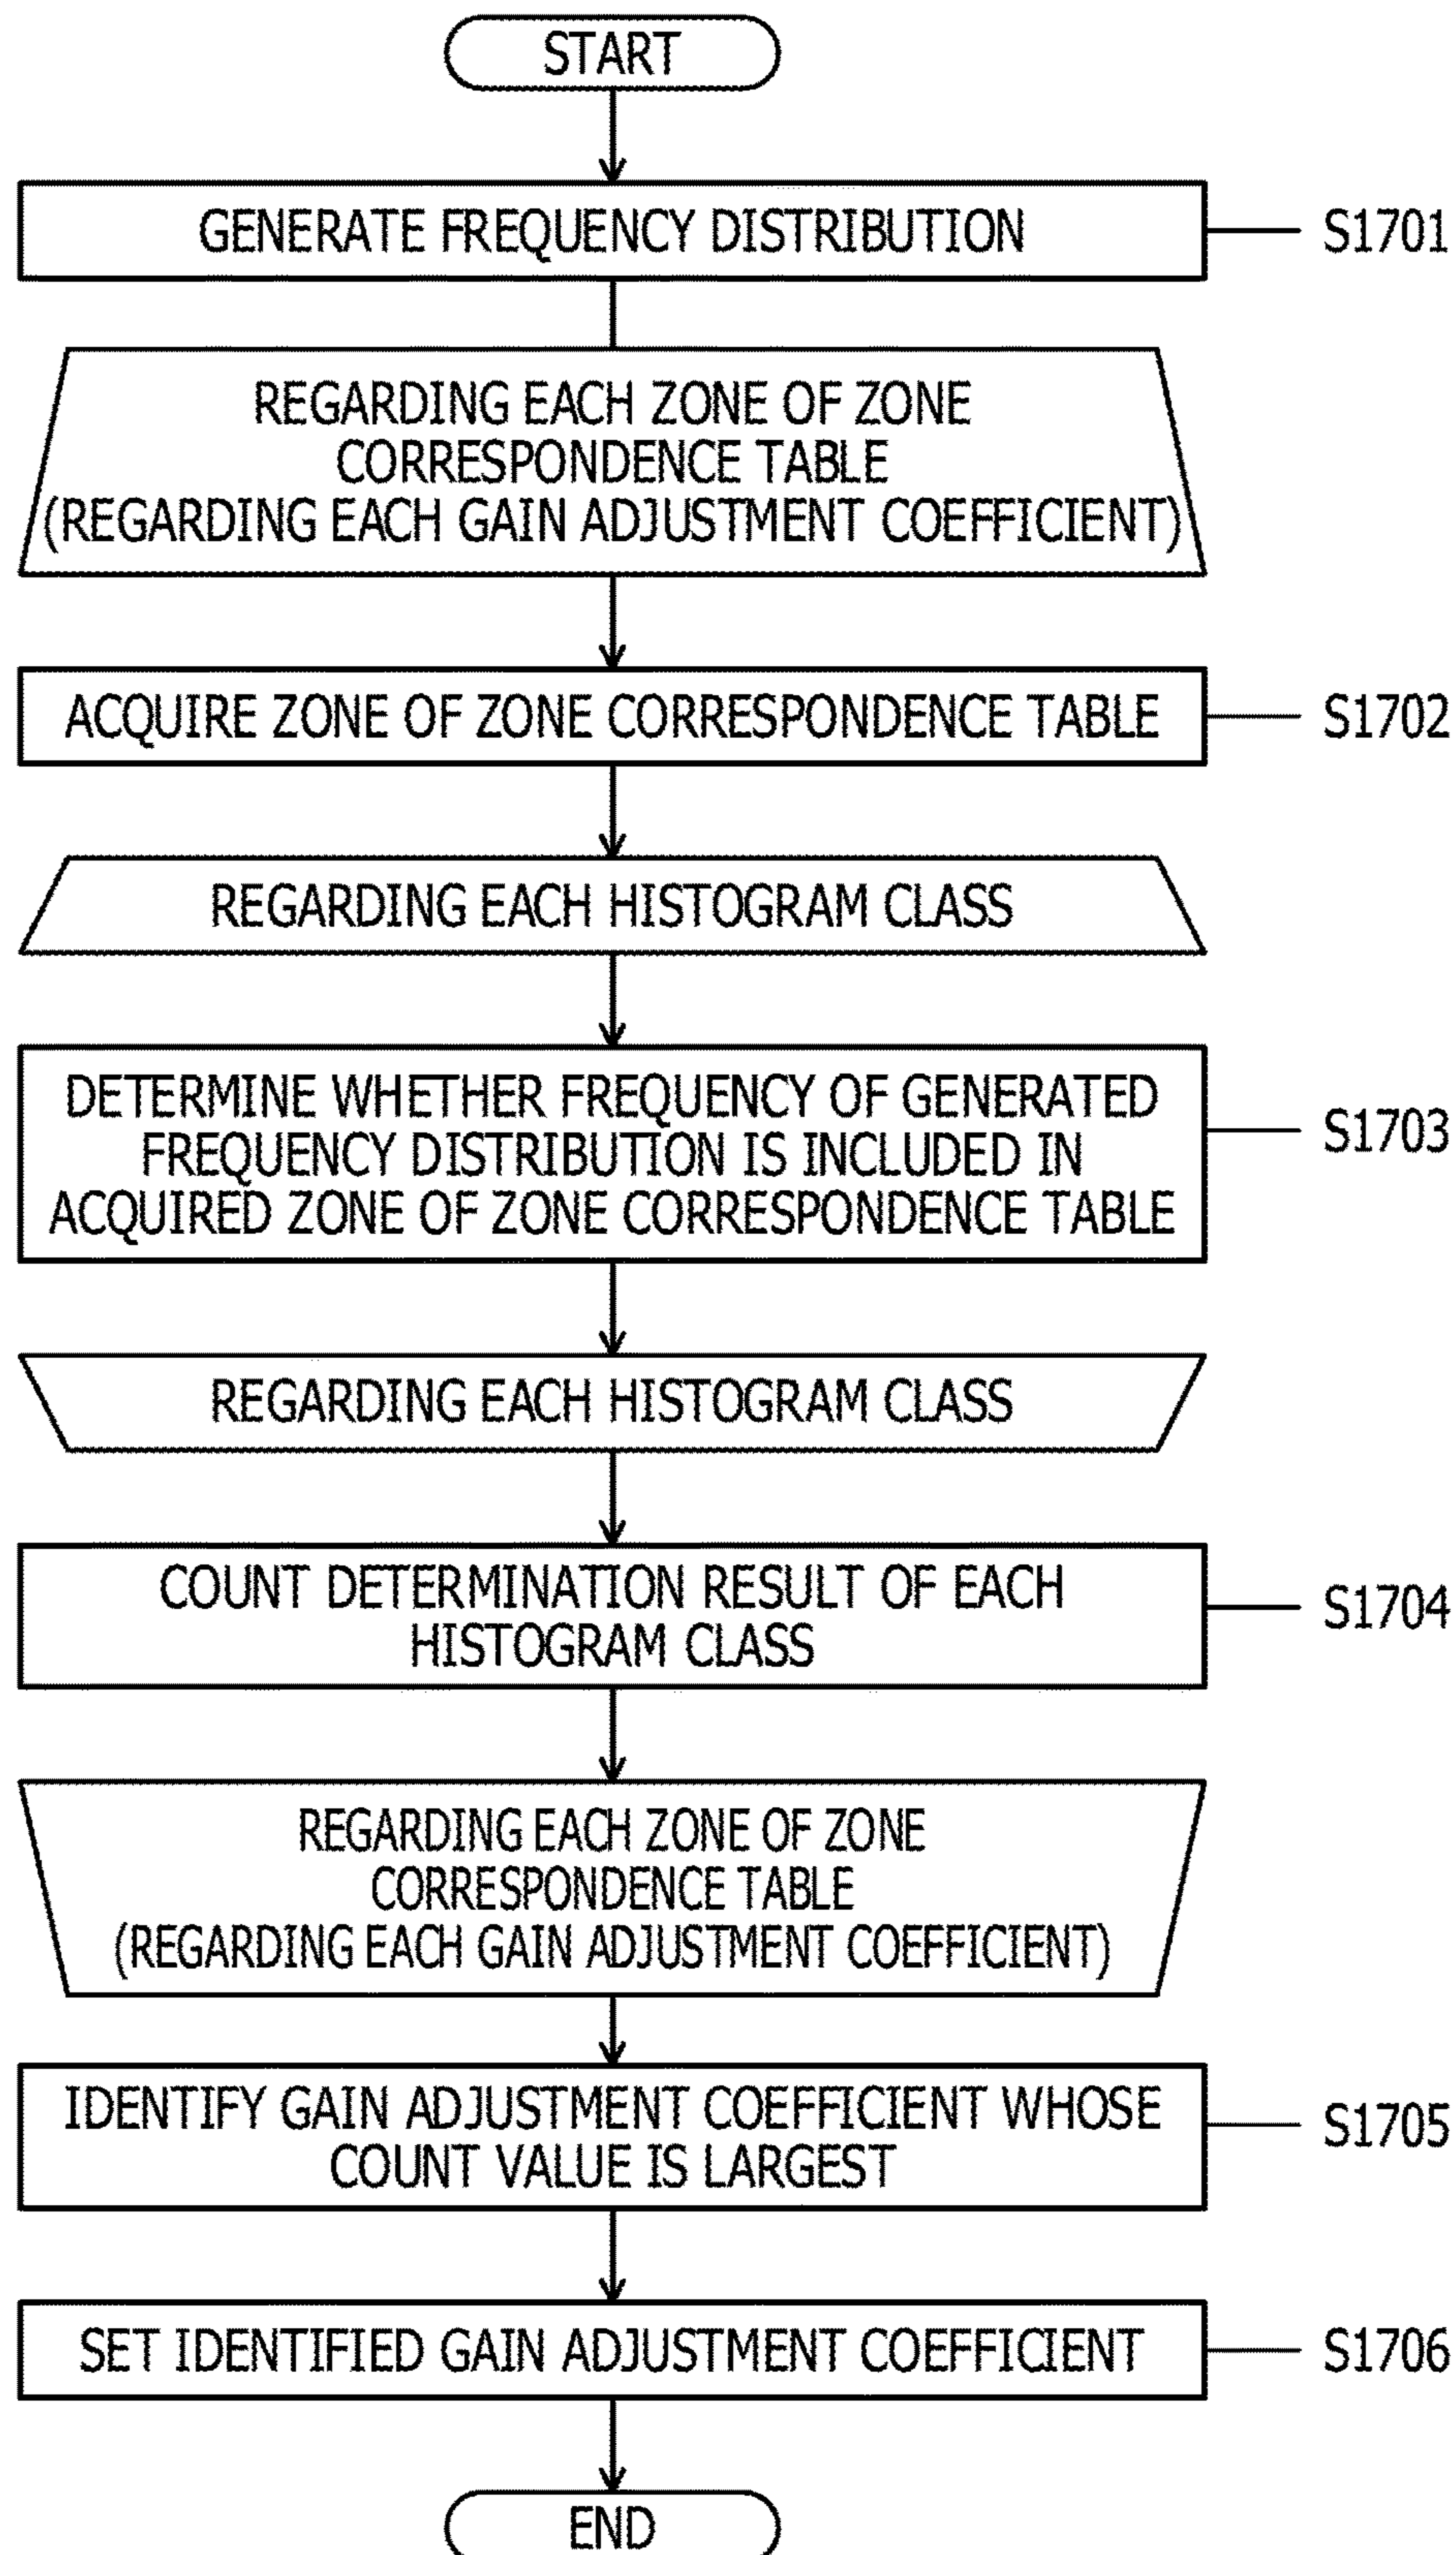 START
GENERATE FREQUENCY DISTRIBUTION
S1701
REGARDING EACH ZONE OF ZONE
CORRESPONDENCE TABLE
(REGARDING EACH GAIN ADJUSTMENT COEFFICIENT)
ACQUIRE ZONE OF ZONE CORRESPONDENCE TABLE
S1702
REGARDING EACH HISTOGRAM CLASS
DETERMINE WHETHER FREQUENCY OF GENERATED
FREQUENCY DISTRIBUTION IS INCLUDED IN
ACQUIRED ZONE OF ZONE CORRESPONDENCE TABLE
S1703
REGARDING EACH HISTOGRAM CLASS
COUNT DETERMINATION RESULT OF EACH
HISTOGRAM CLASS
S1704
REGARDING EACH ZONE OF ZONE
CORRESPONDENCE TABLE
(REGARDING EACH GAIN ADJUSTMENT COEFFICIENT)
IDENTIFY GAIN ADJUSTMENT COEFFICIENT WHOSE
COUNT VALUE IS LARGEST
S1705
SET IDENTIFIED GAIN ADJUSTMENT COEFFICIENT
S1706
END